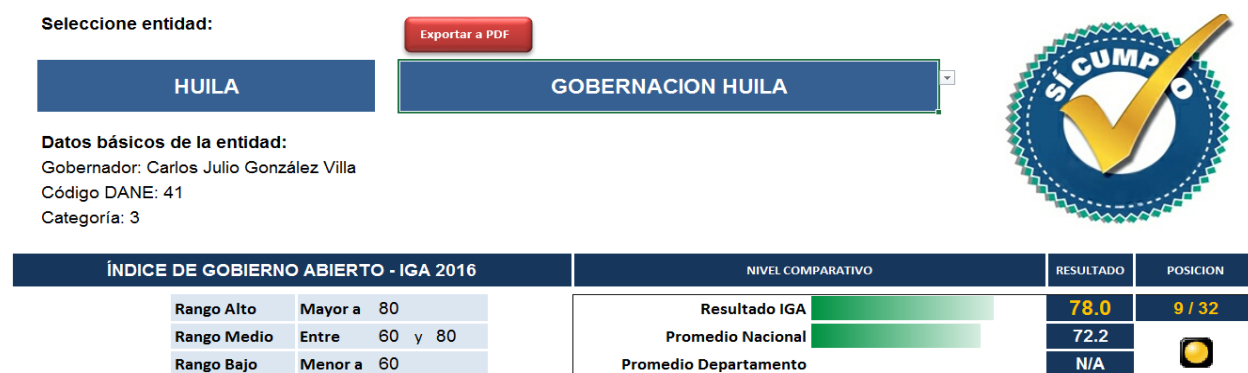 Seleccione entidad:
Exportar a PDF
HUILA
GOBERNACION HUILA
SÍ CUMPLO
Datos básicos de la entidad:
Gobernador: Carlos Julio González Villa
Código DANE: 41
Categoría: 3
ÍNDICE DE GOBIERNO ABIERTO - IGA 2016
NIVEL COMPARATIVO RESULTADO POSICION
Rango Alto Mayor a 80
Resultado IGA 78.0 9 / 32
Rango Medio Entre 60 y 80
Promedio Nacional 72.2
Rango Bajo Menor a 60
Promedio Departamento N/A